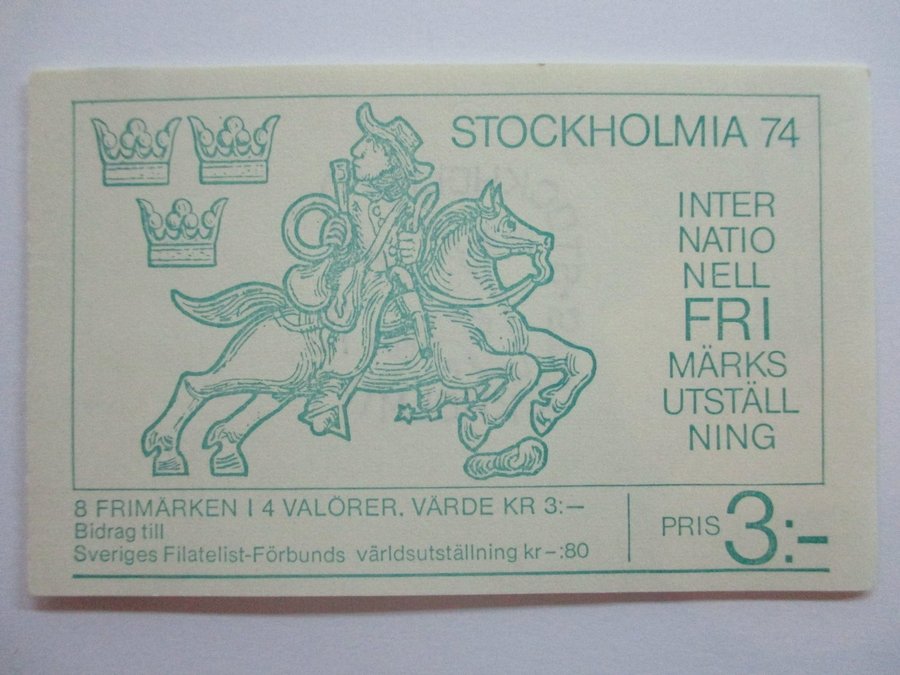 STOCKHOLMIA 74
INTER
NATIO
NELL
FRI
MÄRKS
UTSTÄLL
NING
8 FRIMÄRKEN I 4 VALÖRER. VÄRDE KR 3:–
Bidrag till
Sveriges Filatelist-Förbunds världsutställning kr –:80
PRIS 3:–